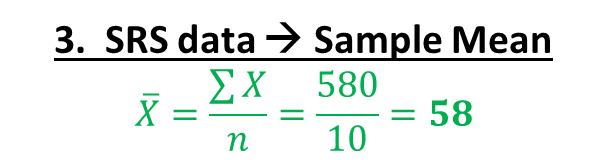 3. SRS data → Sample Mean
X̄ = ∑ X / n = 580 / 10 = 58